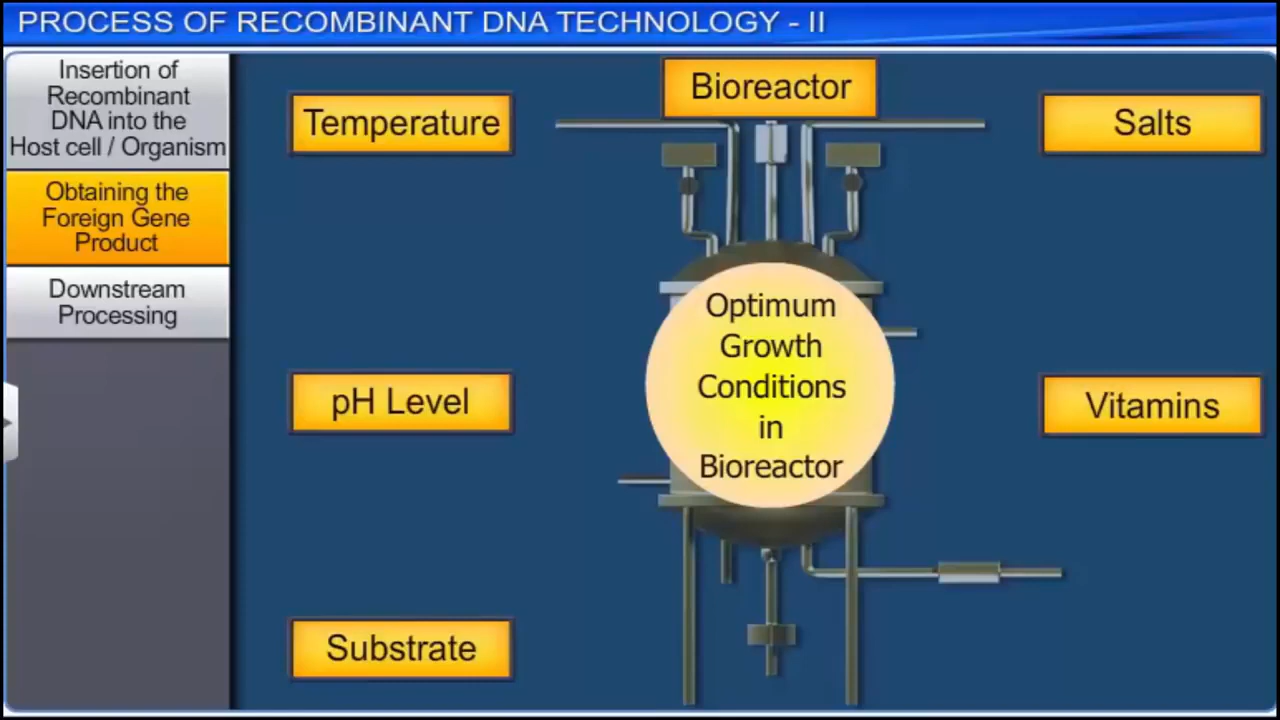 PROCESS OF RECOMBINANT DNA TECHNOLOGY - II
Insertion of
Recombinant
DNA into the
Host cell / Organism
Obtaining the
Foreign Gene
Product
Downstream
Processing
Bioreactor
Temperature
Salts
Optimum
Growth
Conditions
in
Bioreactor
pH Level
Vitamins
Substrate